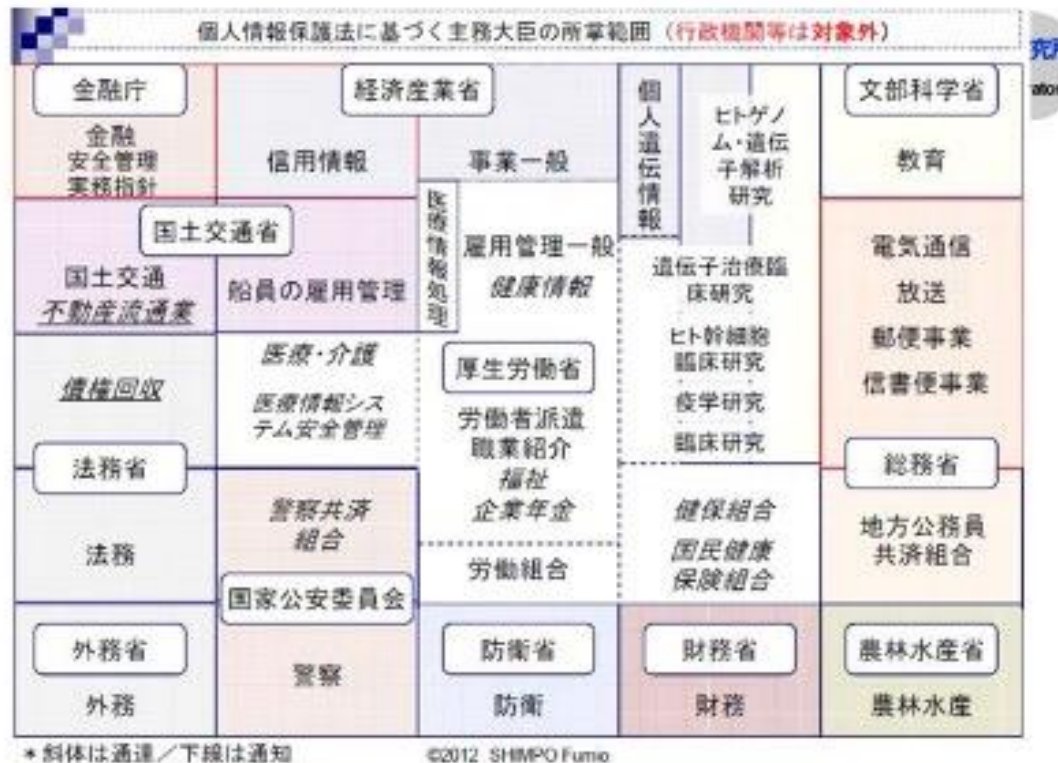 個人情報保護法に基づく主務大臣の所掌範囲（行政機関等は対象外）
究所
金融庁
金融
安全管理
実務指針
経済産業省
信用情報
事業一般
個人遺伝情報
ヒトゲノ
ム・遺伝
子解析
研究
文部科学省
教育
国土交通省
国土交通
不動産流通業
船員の雇用管理
医療情報処理
雇用管理一般
健康情報
遺伝子治療臨
床研究
ヒト幹細胞
臨床研究
疫学研究
臨床研究
電気通信
放送
郵便事業
信書便事業
債権回収
医療・介護
医療情報シス
テム安全管理
厚生労働省
労働者派遣
職業紹介
福祉
企業年金
労働組合
法務省
法務
警察共済
組合
国家公安委員会
警察
健保組合
国民健康
保険組合
総務省
地方公務員
共済組合
外務省
外務
防衛省
防衛
財務省
財務
農林水産省
農林水産
＊斜体は通達／下線は通知
©2012 SHIMPO Fumio